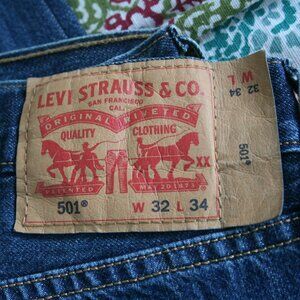 LEVI STRAUSS & CO.
SAN FRANCISCO
CAL.
ORIGINAL RIVETED
QUALITY CLOTHING
XX
PATENTED MAY 20 1873
501® W 32 L 34
W L
32 34
501®